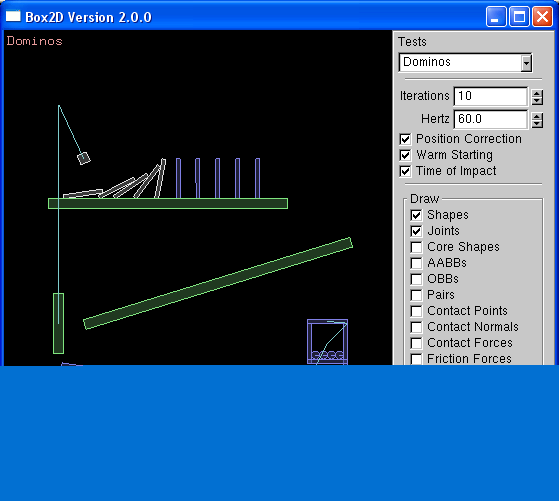 Box2D Version 2.0.0
Dominos
Tests
Dominos
Iterations 10
Hertz 60.0
Position Correction
Warm Starting
Time of Impact
Draw
Shapes
Joints
Core Shapes
AABBs
OBBs
Pairs
Contact Points
Contact Normals
Contact Forces
Friction Forces